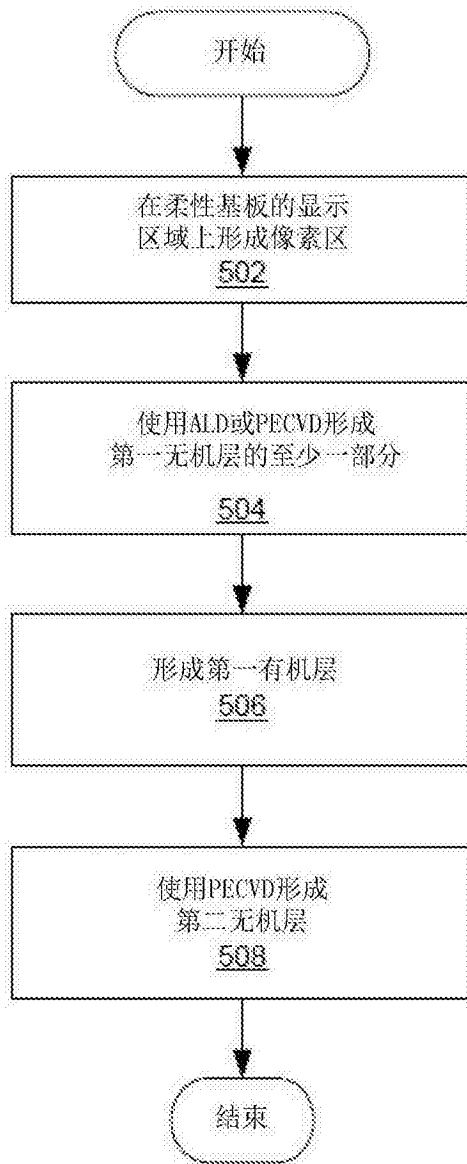 开始
在柔性基板的显示
区域上形成像素区
502
使用ALD或PECVD形成
第一无机层的至少一部分
504
形成第一有机层
506
使用PECVD形成
第二无机层
508
结束